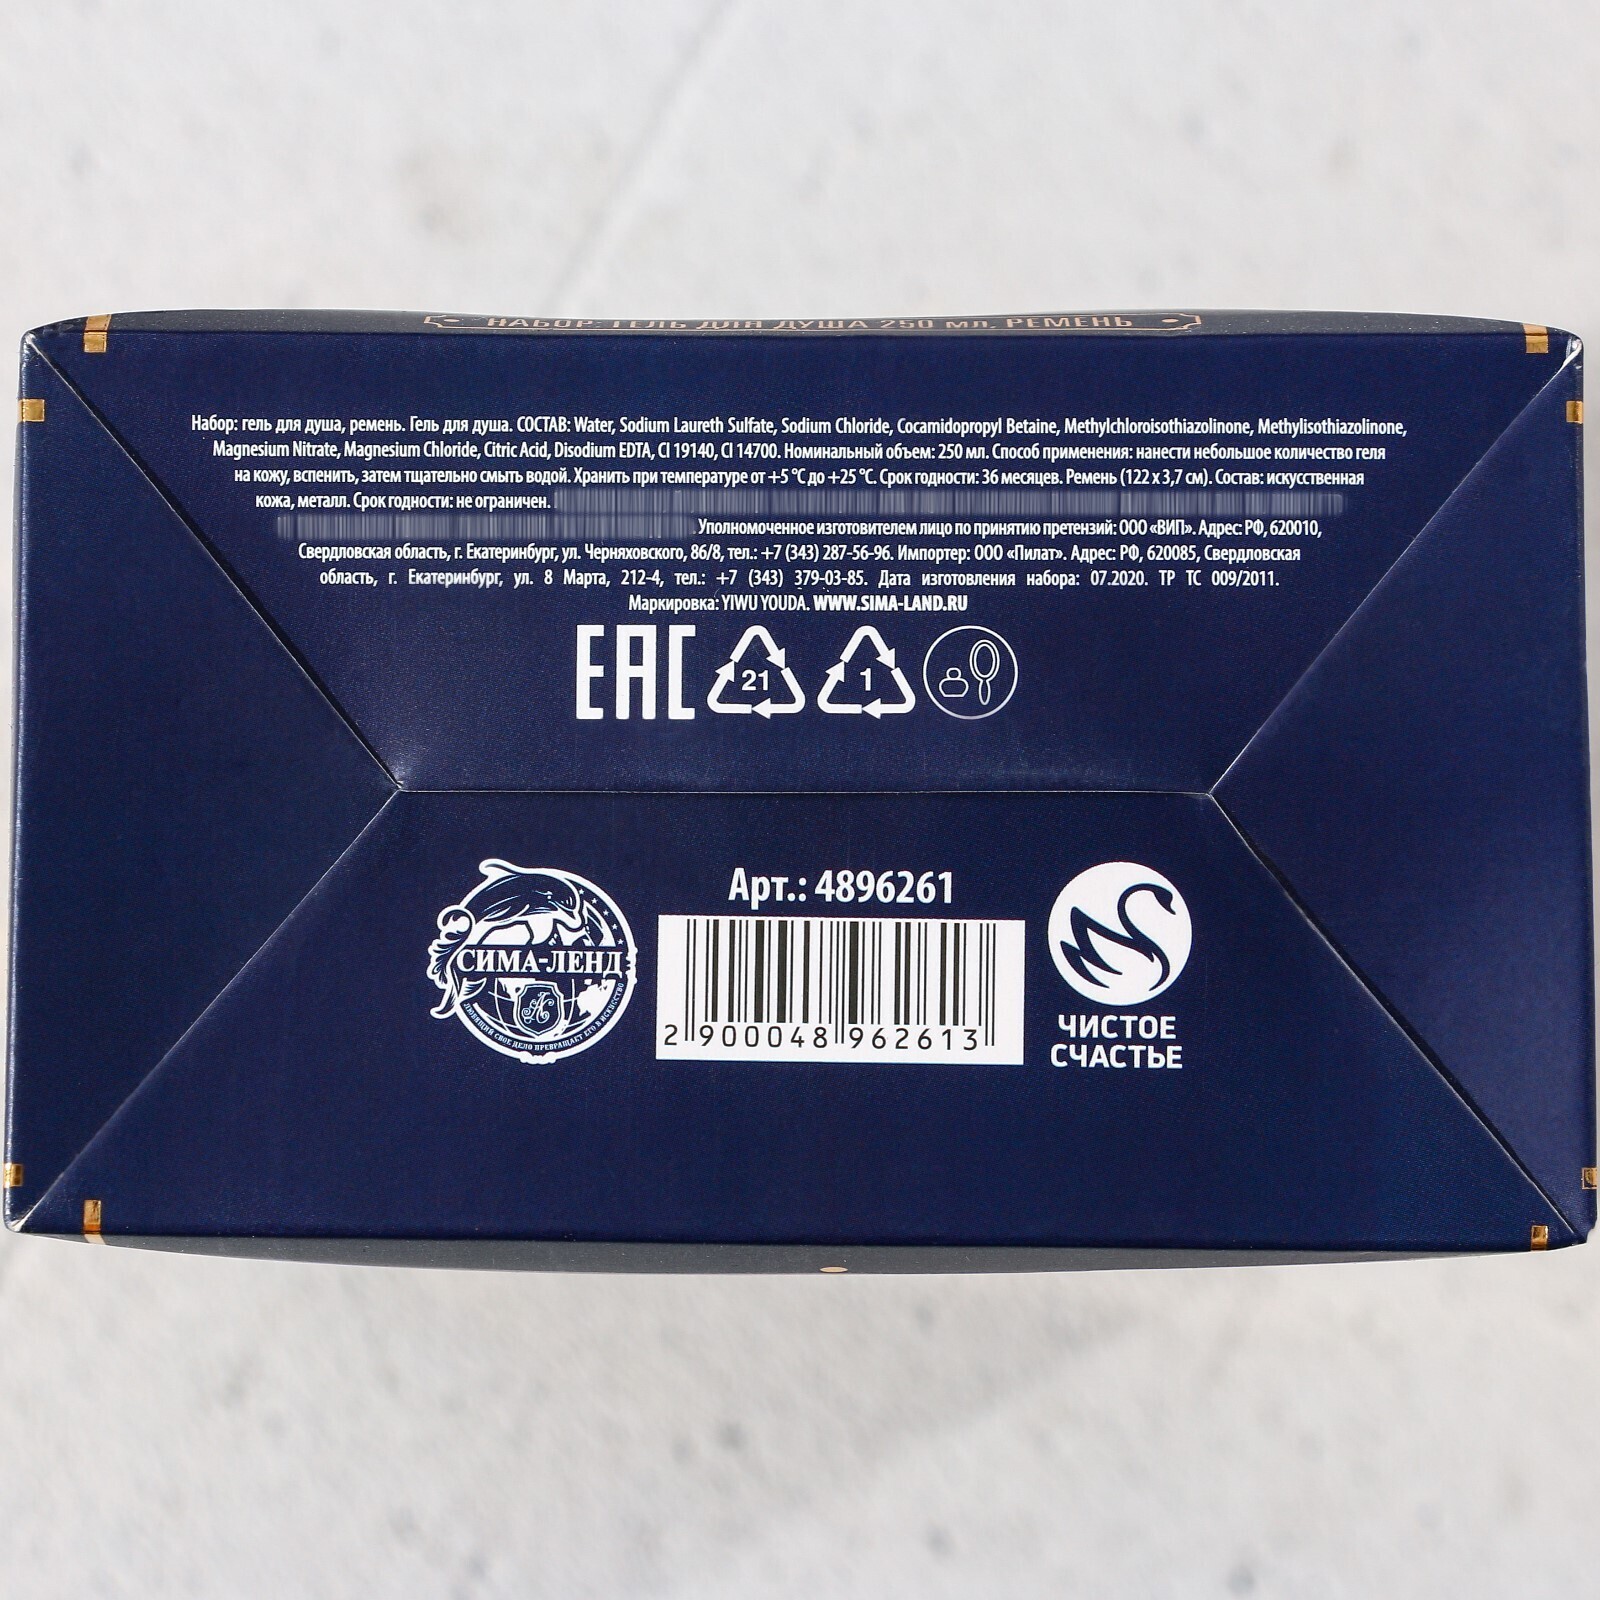 НАБОР: ГЕЛЬ ДЛЯ ДУША 250 МЛ, РЕМЕНЬ
Набор: гель для душа, ремень. Гель для душа. СОСТАВ: Water, Sodium Laureth Sulfate, Sodium Chloride, Cocamidopropyl Betaine, Methylchloroisothiazolinone, Methylisothiazolinone,
Magnesium Nitrate, Magnesium Chloride, Citric Acid, Disodium EDTA, CI 19140, CI 14700. Номинальный объем: 250 мл. Способ применения: нанести небольшое количество геля
на кожу, вспенить, затем тщательно смыть водой. Хранить при температуре от +5 °C до +25 °C. Срок годности: 36 месяцев. Ремень (122 x 3,7 см). Состав: искусственная
кожа, металл. Срок годности: не ограничен.
Уполномоченное изготовителем лицо по принятию претензий: ООО «ВИП». Адрес: РФ, 620010,
Свердловская область, г. Екатеринбург, ул. Черняховского, 86/8, тел.: +7 (343) 287-56-96. Импортер: ООО «Пилат». Адрес: РФ, 620085, Свердловская
область, г. Екатеринбург, ул. 8 Марта, 212-4, тел.: +7 (343) 379-03-85. Дата изготовления набора: 07.2020. ТР ТС 009/2011.
Маркировка: YIWU YOUDA. WWW.SIMA-LAND.RU
EAC 21 1
Арт.: 4896261
СИМА-ЛЕНД
ЛЮБЯЩИЙ СВОЕ ДЕЛО ПРЕВРАЩАЕТ ЕГО В ИСКУССТВО
2 900048 962613
ЧИСТОЕ
СЧАСТЬЕ